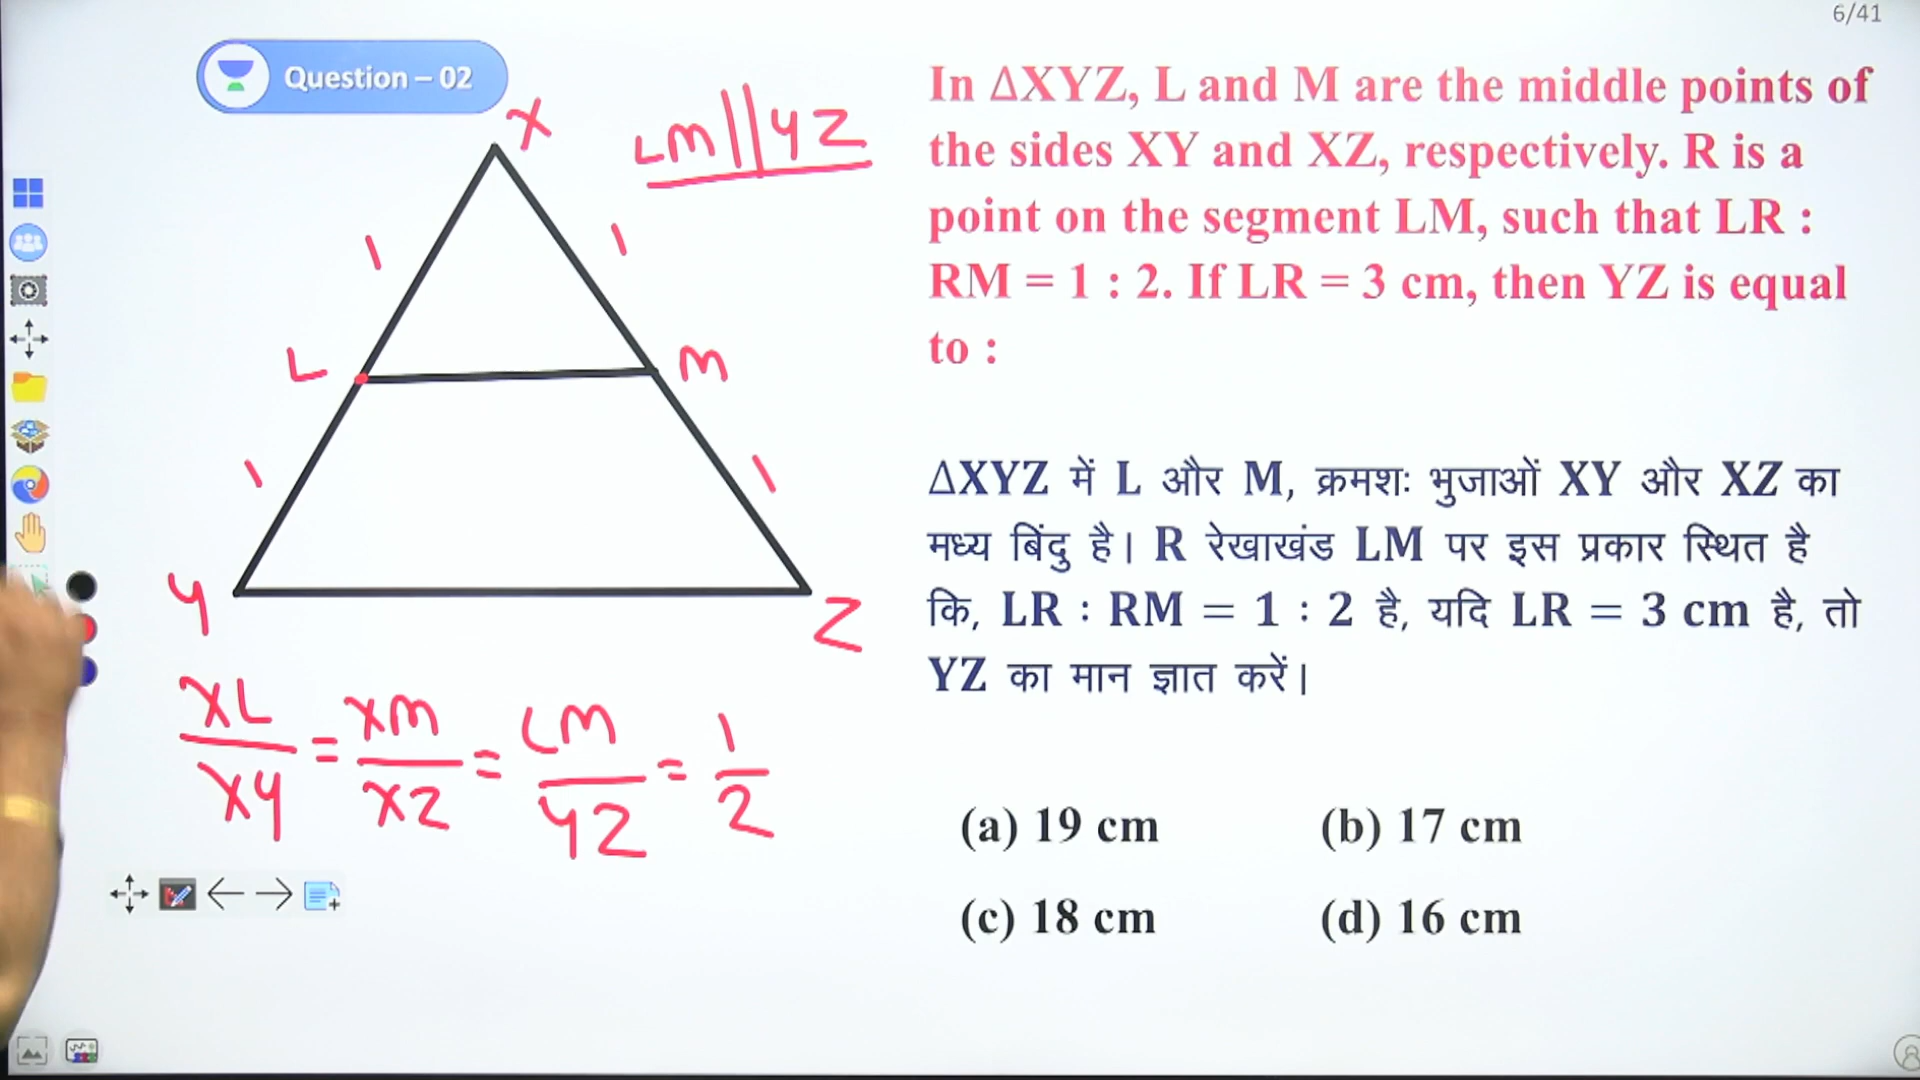 6/41
Question – 02
In ΔXYZ, L and M are the middle points of
the sides XY and XZ, respectively. R is a
point on the segment LM, such that LR :
RM = 1 : 2. If LR = 3 cm, then YZ is equal
to :
ΔXYZ में L और M, क्रमशः भुजाओं XY और XZ का
मध्य बिंदु है। R रेखाखंड LM पर इस प्रकार स्थित है
कि, LR : RM = 1 : 2 है, यदि LR = 3 cm है, तो
YZ का मान ज्ञात करें।
(a) 19 cm (b) 17 cm
(c) 18 cm (d) 16 cm
X
LM||YZ
1 1
L M
1 1
Y Z
XL/XY = XM/XZ = LM/YZ = 1/2